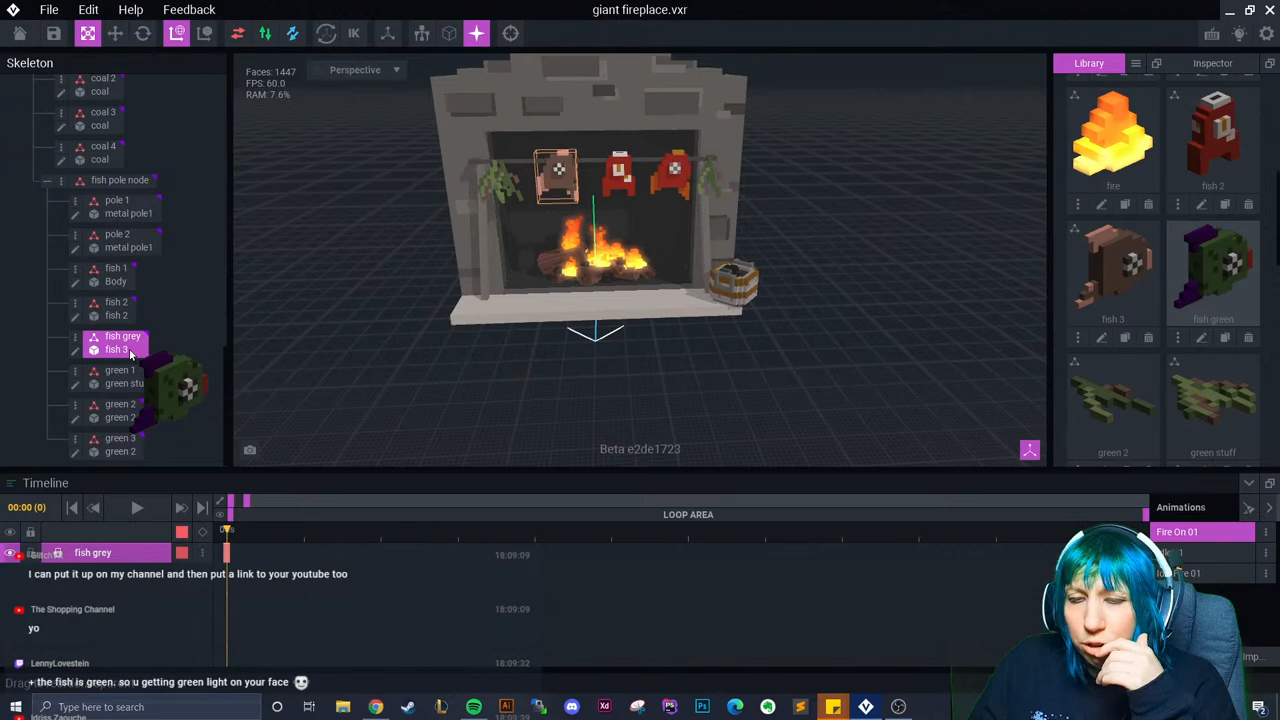 File Edit Help Feedback
giant fireplace.vxr
IK
Skeleton
coal 2
coal
coal 3
coal
coal 4
coal
fish pole node
pole 1
metal pole1
pole 2
metal pole1
fish 1
Body
fish 2
fish 2
fish grey
fish 3
green 1
green stu
green 2
green 2
green 3
green 2
Faces: 1447
FPS: 60.0
RAM: 7.6%
Perspective
Beta e2de1723
Library
Inspector
fire
fish 2
fish 3
fish green
green 2
green stuff
Timeline
00:00 (0)
LOOP AREA
Animations
Fire On 01
fish grey
18:09:09
I can put it up on my channel and then put a link to your youtube too
The Shopping Channel
18:09:09
yo
LennyLovestein
18:09:32
the fish is green. and u getting green light on your face
Imp...
Type here to search
18:09:39